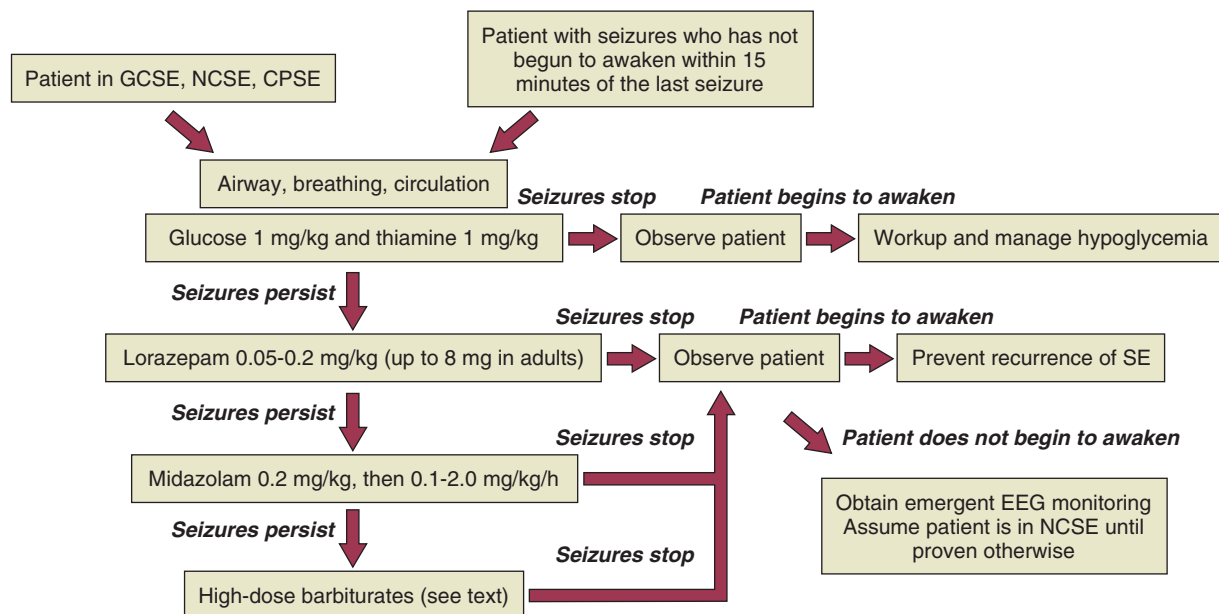 Patient in GCSE, NCSE, CPSE
Patient with seizures who has not
begun to awaken within 15
minutes of the last seizure
Airway, breathing, circulation
Seizures stop
Patient begins to awaken
Glucose 1 mg/kg and thiamine 1 mg/kg
Observe patient
Workup and manage hypoglycemia
Seizures persist
Seizures stop
Patient begins to awaken
Lorazepam 0.05-0.2 mg/kg (up to 8 mg in adults)
Observe patient
Prevent recurrence of SE
Seizures persist
Seizures stop
Patient does not begin to awaken
Midazolam 0.2 mg/kg, then 0.1-2.0 mg/kg/h
Obtain emergent EEG monitoring
Assume patient is in NCSE until
proven otherwise
Seizures persist
Seizures stop
High-dose barbiturates (see text)